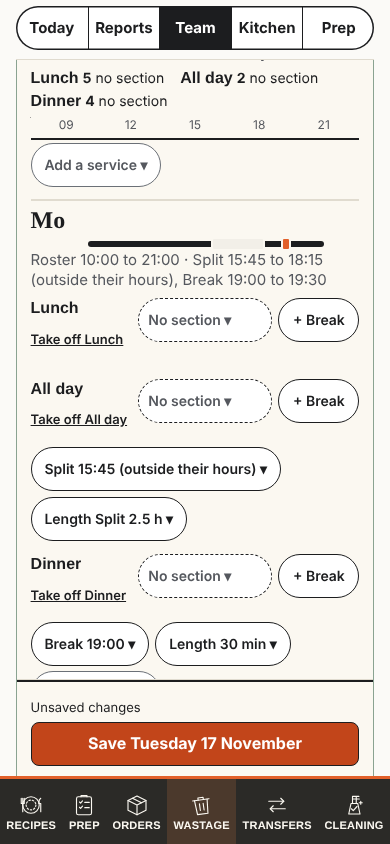 Today Reports Team Kitchen Prep
Lunch 5 no section All day 2 no section
Dinner 4 no section
09 12 15 18 21
Add a service ▾
Mo
Roster 10:00 to 21:00 · Split 15:45 to 18:15
(outside their hours), Break 19:00 to 19:30
Lunch
No section ▾ + Break
Take off Lunch
All day
No section ▾ + Break
Take off All day
Split 15:45 (outside their hours) ▾
Length Split 2.5 h ▾
Dinner
No section ▾ + Break
Take off Dinner
Break 19:00 ▾ Length 30 min ▾
Unsaved changes
Save Tuesday 17 November
RECIPES PREP ORDERS WASTAGE TRANSFERS CLEANING